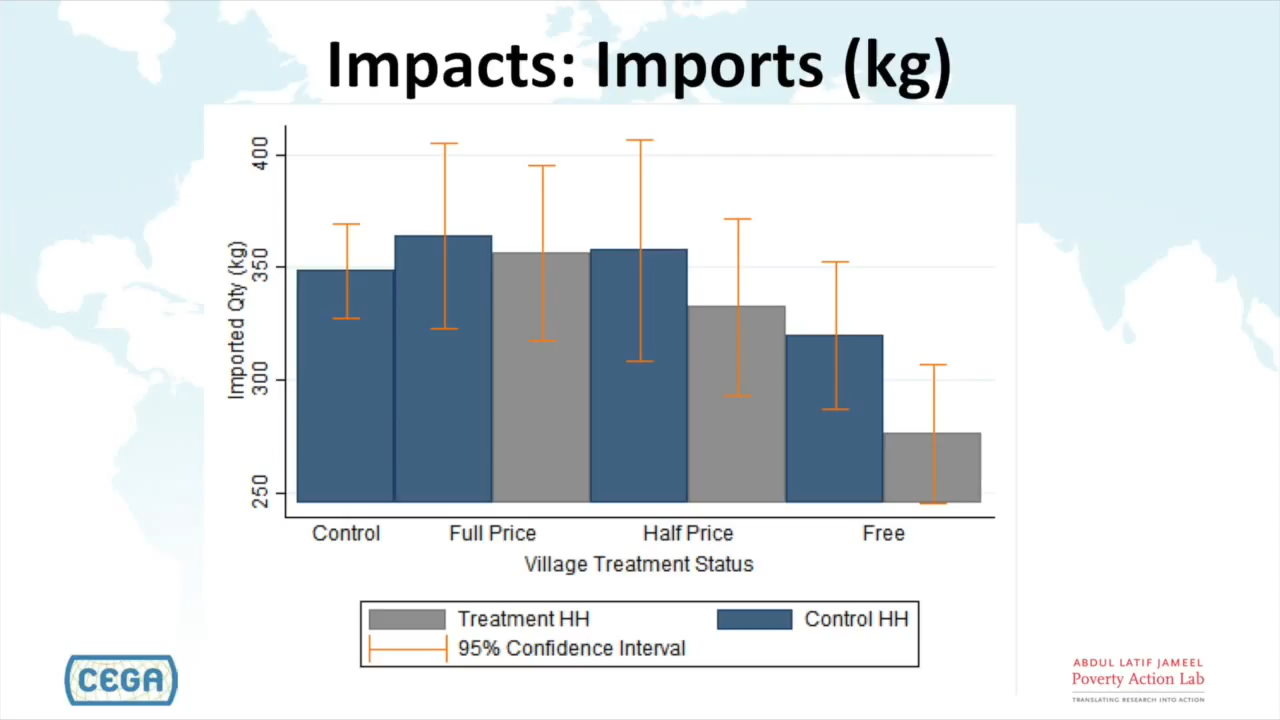 Impacts: Imports (kg)
Imported Qty (kg)
400
350
300
250
Control
Full Price
Half Price
Free
Village Treatment Status
Treatment HH
Control HH
95% Confidence Interval
CEGA
ABDUL LATIF JAMEEL
Poverty Action Lab
TRANSLATING RESEARCH INTO ACTION